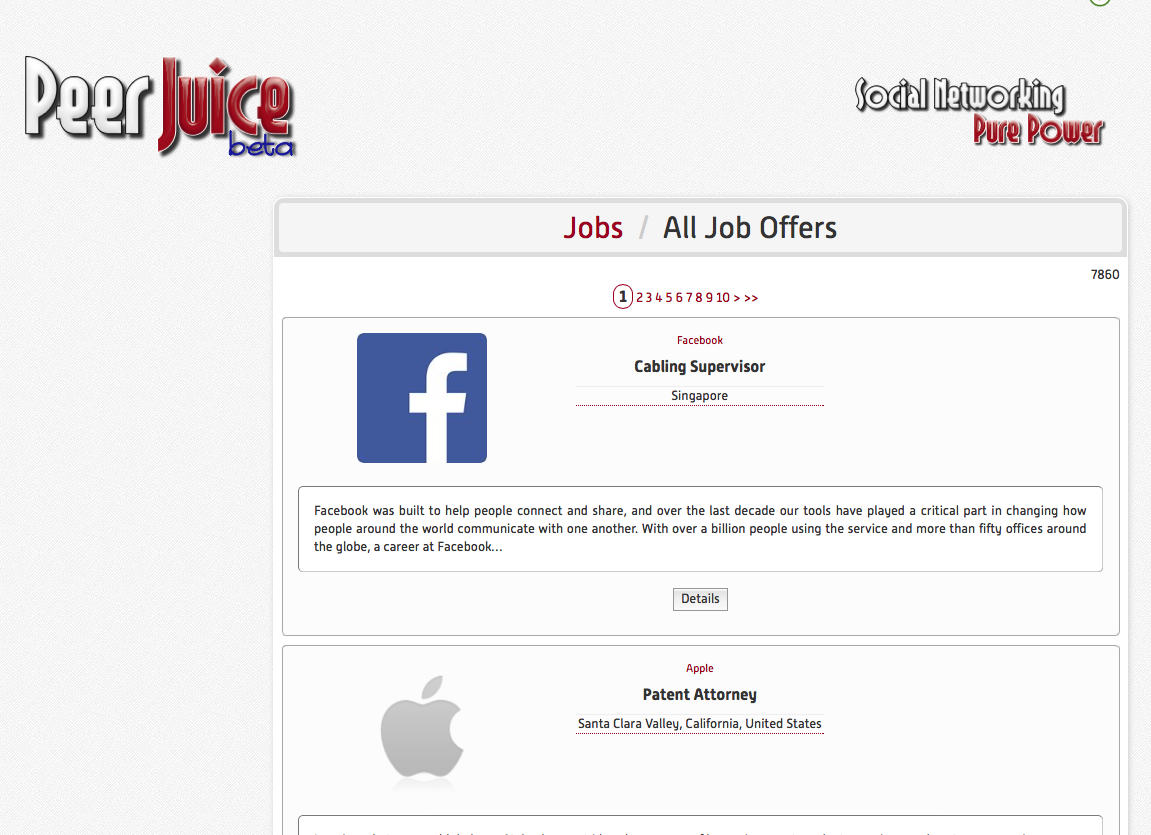 Peer Juice
beta
Social Networking
Pure Power
Jobs / All Job Offers
7860
1 2 3 4 5 6 7 8 9 10 > >>
Facebook
Cabling Supervisor
Singapore
Facebook was built to help people connect and share, and over the last decade our tools have played a critical part in changing how
people around the world communicate with one another. With over a billion people using the service and more than fifty offices around
the globe, a career at Facebook...
Details
Apple
Patent Attorney
Santa Clara Valley, California, United States